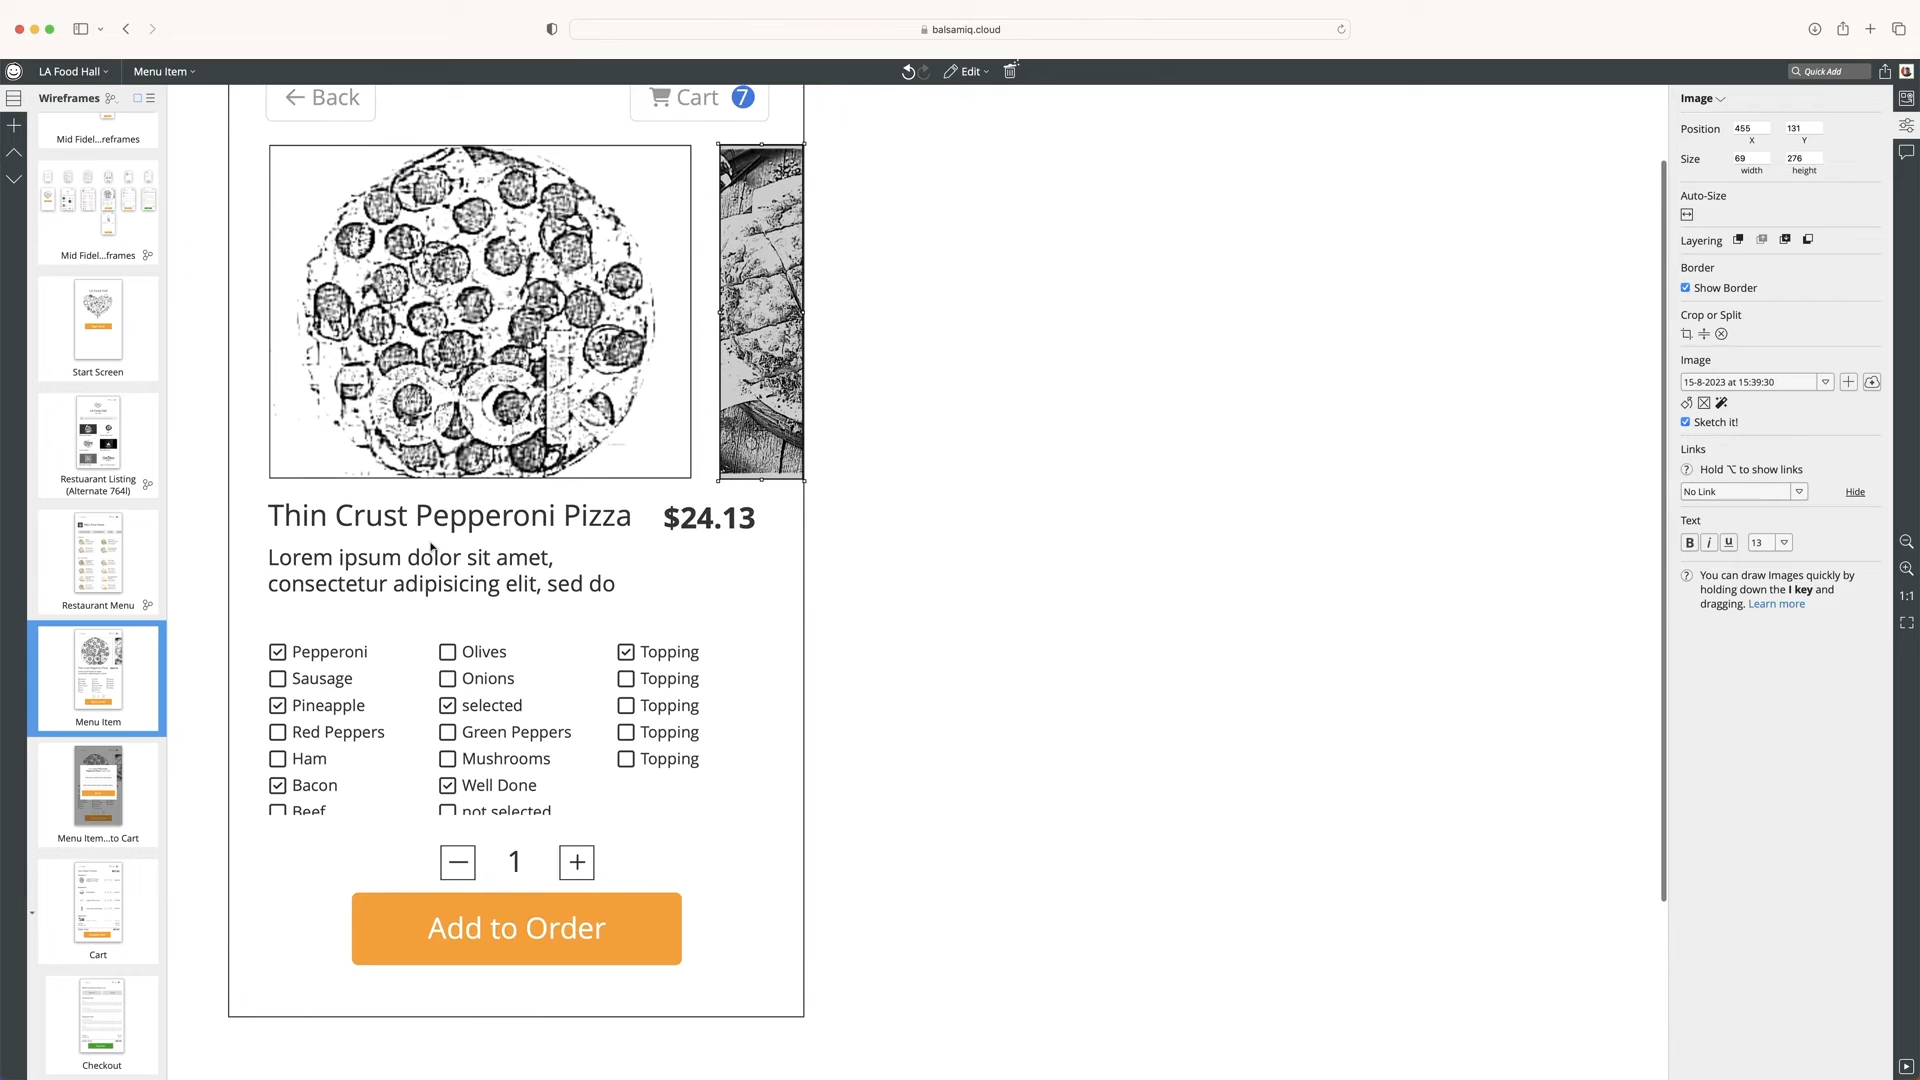 balsamiq.cloud
LA Food Hall
Menu Item
Edit
Quick Add
Wireframes
Mid Fidel...reframes
Mid Fidel...frames
Start Screen
Restuarant Listing
(Alternate 764l)
Restaurant Menu
Menu Item
Menu Item...to Cart
Cart
Checkout
Back
Cart 7
Thin Crust Pepperoni Pizza $24.13
Lorem ipsum dolor sit amet,
consectetur adipisicing elit, sed do
Pepperoni Olives Topping
Sausage Onions Topping
Pineapple selected Topping
Red Peppers Green Peppers Topping
Ham Mushrooms Topping
Bacon Well Done
Beef not selected
1
Add to Order
Image
Position 455 131
X Y
Size 69 276
width height
Auto-Size
Layering
Border
Show Border
Crop or Split
Image
15-8-2023 at 15:39:30
Sketch it!
Links
? Hold ⌥ to show links
No Link Hide
Text
B i u 13
? You can draw Images quickly by
holding down the I key and
dragging. Learn more
1:1